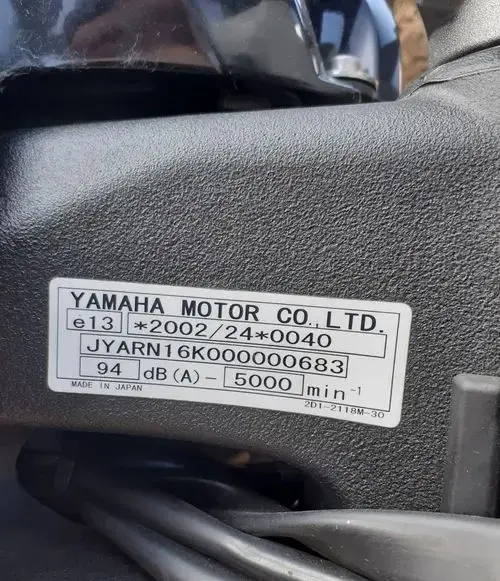 YAMAHA MOTOR CO.,LTD.
e13 *2002/24*0040
JYARN16K000000683
94 dB(A)- 5000 min⁻¹
MADE IN JAPAN 2D1-2118M-30